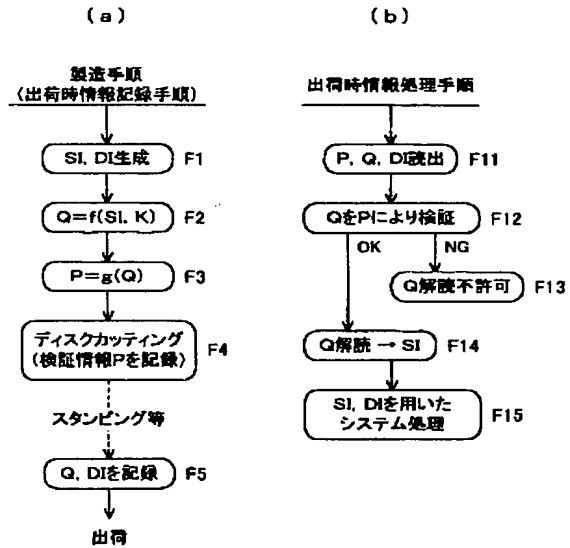 (a)
製造手順
(出荷時情報記録手順)
SI, DI生成 F1
Q=f(SI, K) F2
P=g(Q) F3
ディスクカッティング
(検証情報Pを記録) F4
スタンピング等
Q, DIを記録 F5
出荷
(b)
出荷時情報処理手順
P, Q, DI読出 F11
QをPにより検証 F12
OK NG
Q解読不許可 F13
Q解読 → SI F14
SI, DIを用いた
システム処理 F15